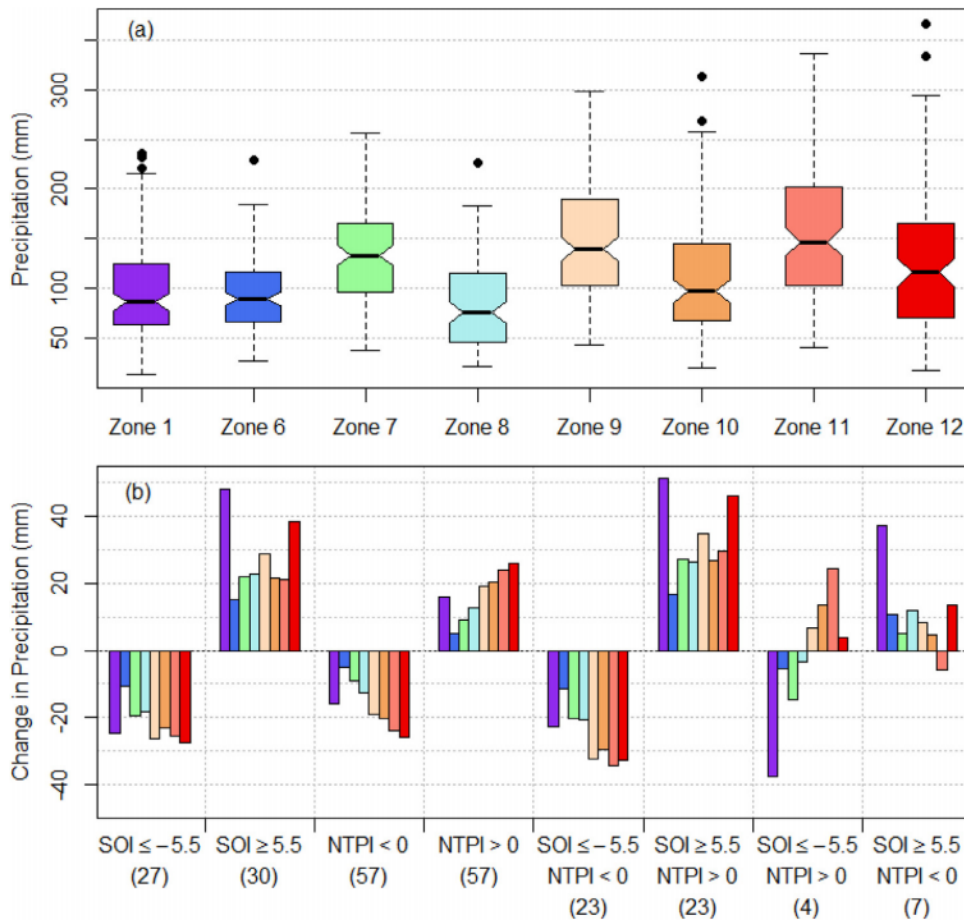 (a)
Precipitation (mm)
300
200
100
50
Zone 1 Zone 6 Zone 7 Zone 8 Zone 9 Zone 10 Zone 11 Zone 12
(b)
Change in Precipitation (mm)
40
20
0
-20
-40
SOI ≤ −5.5 SOI ≥ 5.5 NTPI < 0 NTPI > 0 SOI ≤ −5.5 SOI ≥ 5.5 SOI ≤ −5.5 SOI ≥ 5.5
(27) (30) (57) (57) NTPI < 0 NTPI > 0 NTPI > 0 NTPI < 0
(23) (23) (4) (7)